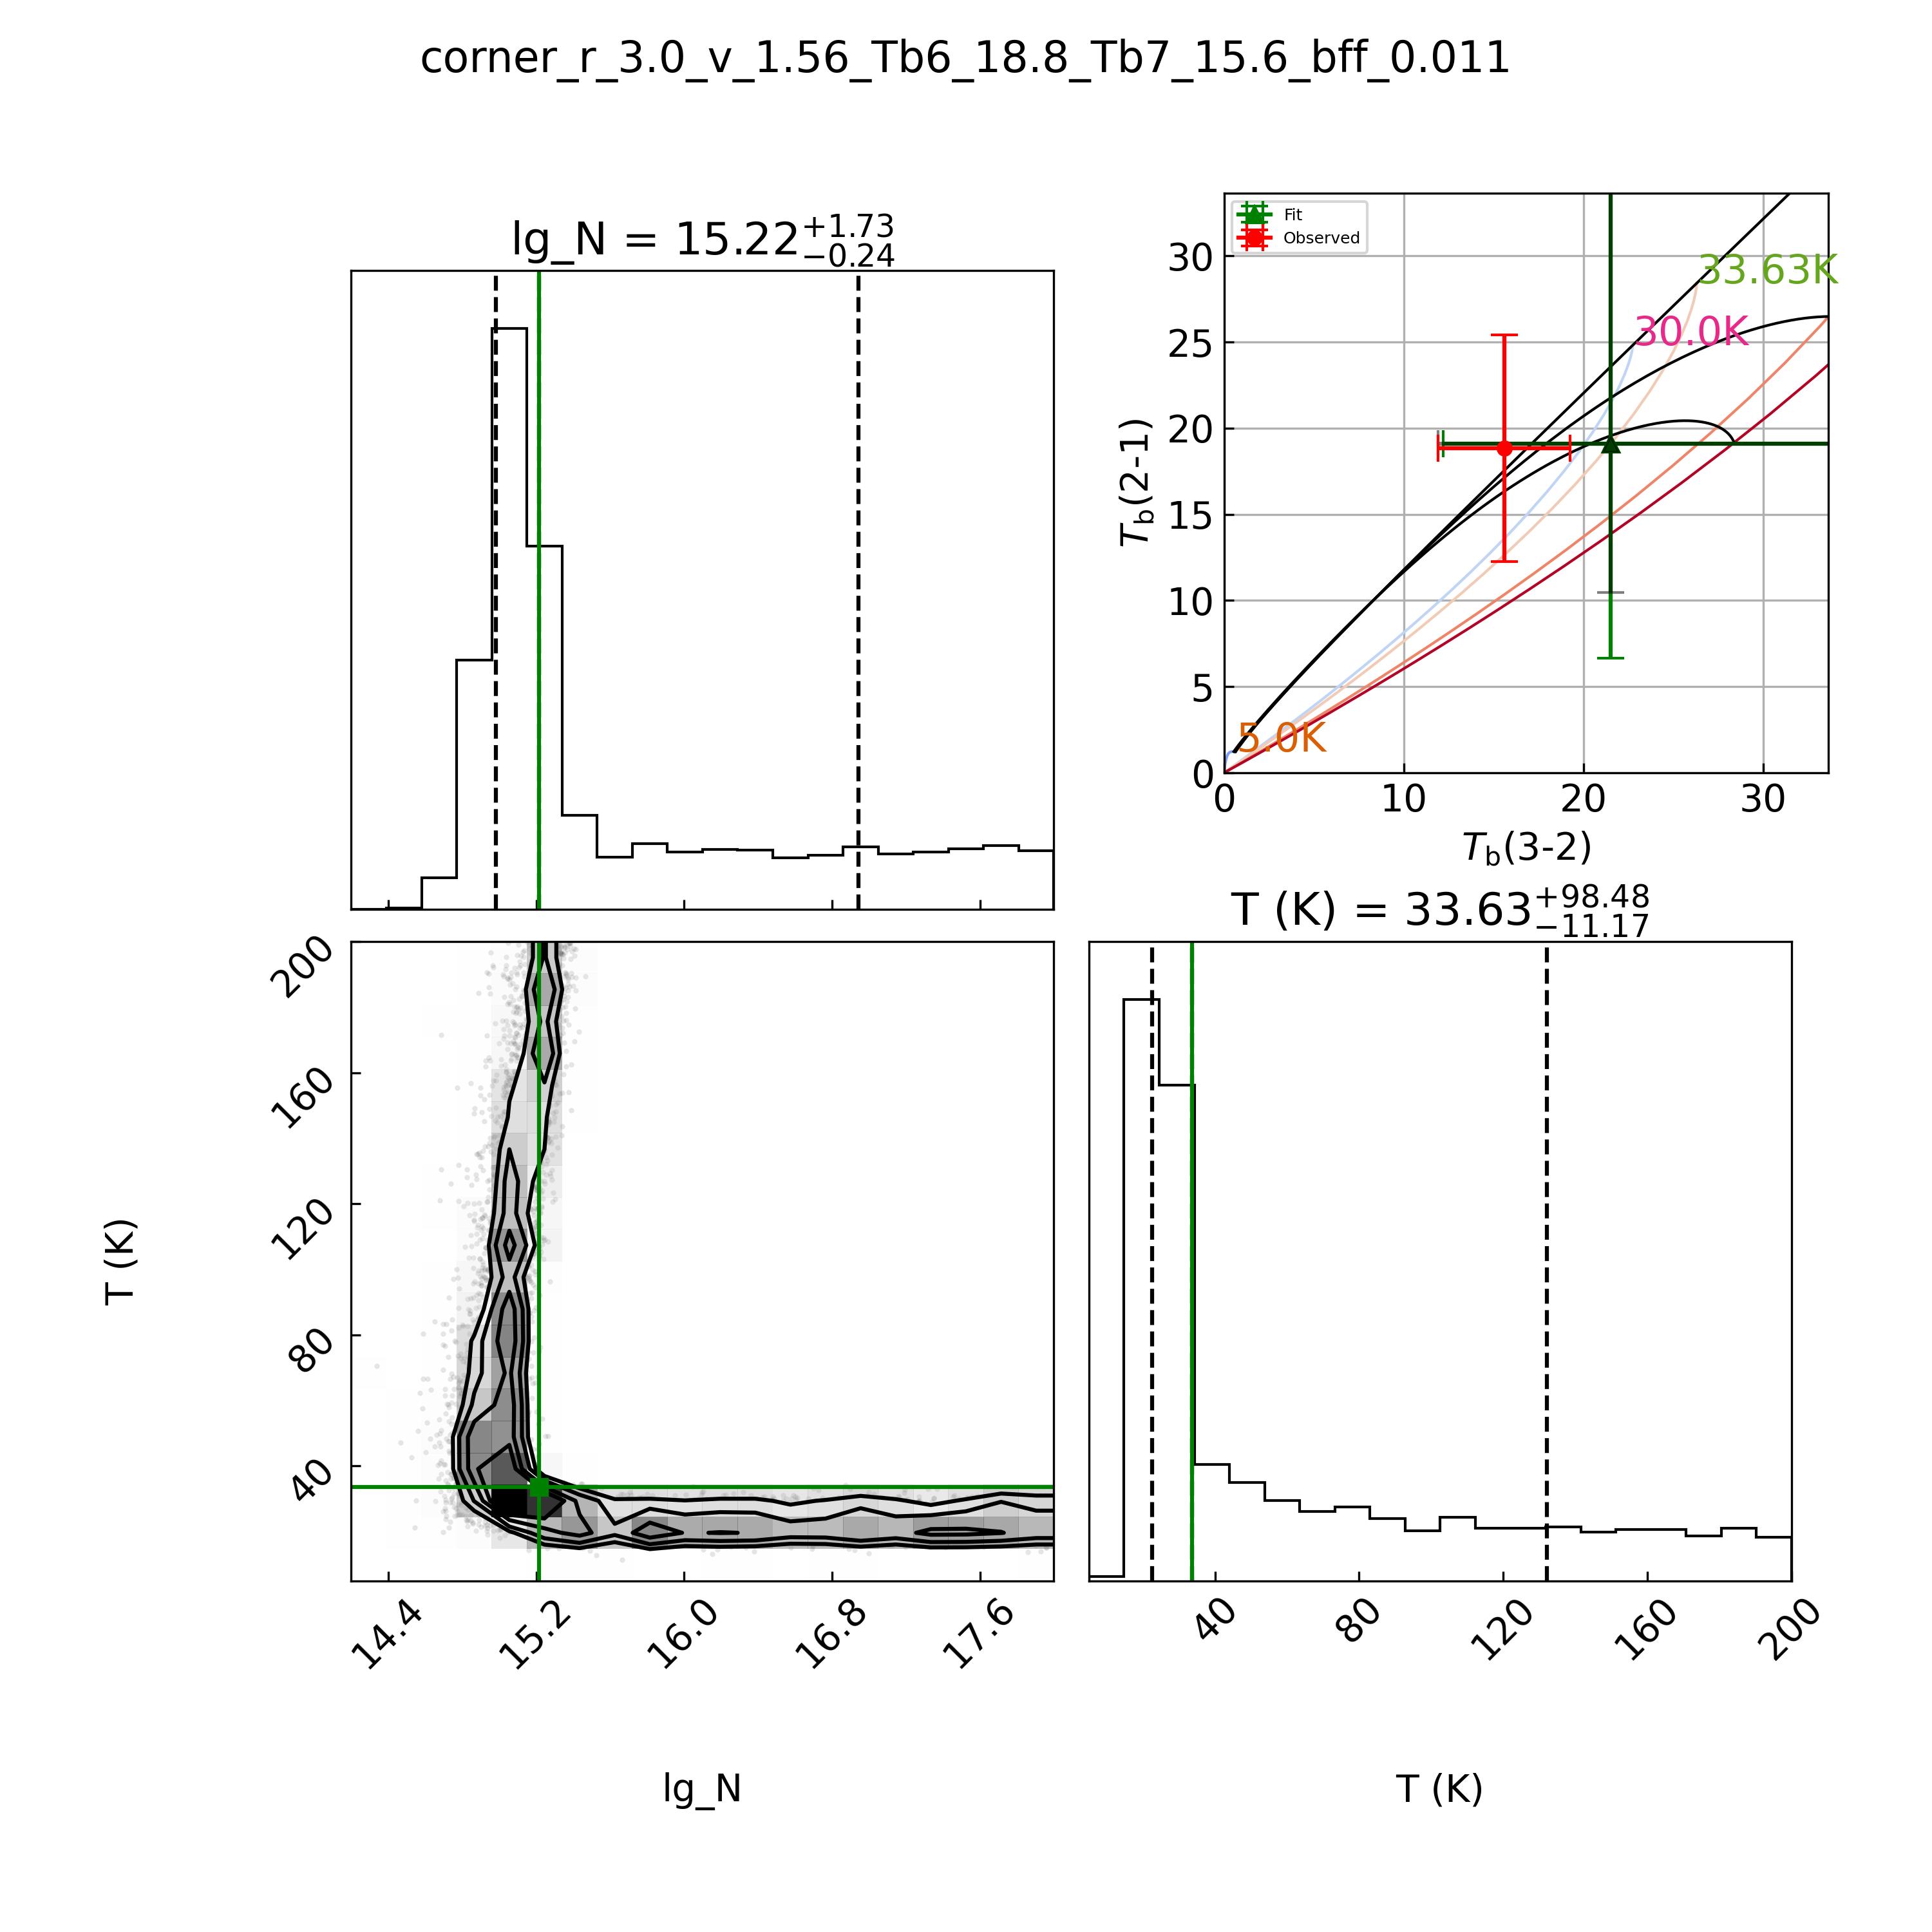 corner_r_3.0_v_1.56_Tb6_18.8_Tb7_15.6_bff_0.011
lg_N = 15.22+1.73−0.24
Fit
Observed
33.63K
30.0K
5.0K
30
25
20
15
10
5
0
T_b(2-1)
0 10 20 30
T_b(3-2)
T (K) = 33.63+98.48−11.17
200
160
120
80
40
T (K)
14.4 15.2 16.0 16.8 17.6
lg_N
40 80 120 160 200
T (K)